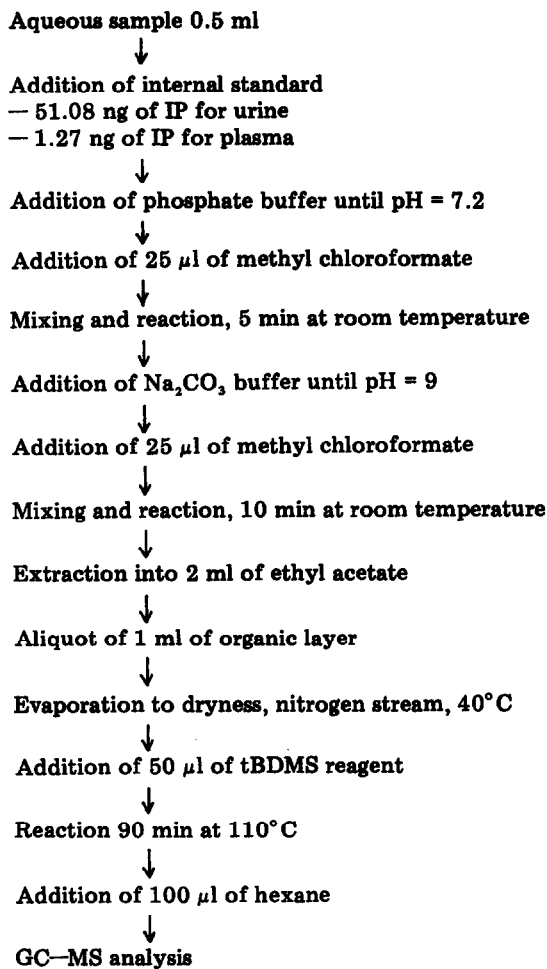 Aqueous sample 0.5 ml
↓
Addition of internal standard
— 51.08 ng of IP for urine
— 1.27 ng of IP for plasma
↓
Addition of phosphate buffer until pH = 7.2
↓
Addition of 25 μl of methyl chloroformate
↓
Mixing and reaction, 5 min at room temperature
↓
Addition of Na₂CO₃ buffer until pH = 9
↓
Addition of 25 μl of methyl chloroformate
↓
Mixing and reaction, 10 min at room temperature
↓
Extraction into 2 ml of ethyl acetate
↓
Aliquot of 1 ml of organic layer
↓
Evaporation to dryness, nitrogen stream, 40°C
↓
Addition of 50 μl of tBDMS reagent
↓
Reaction 90 min at 110°C
↓
Addition of 100 μl of hexane
↓
GC—MS analysis